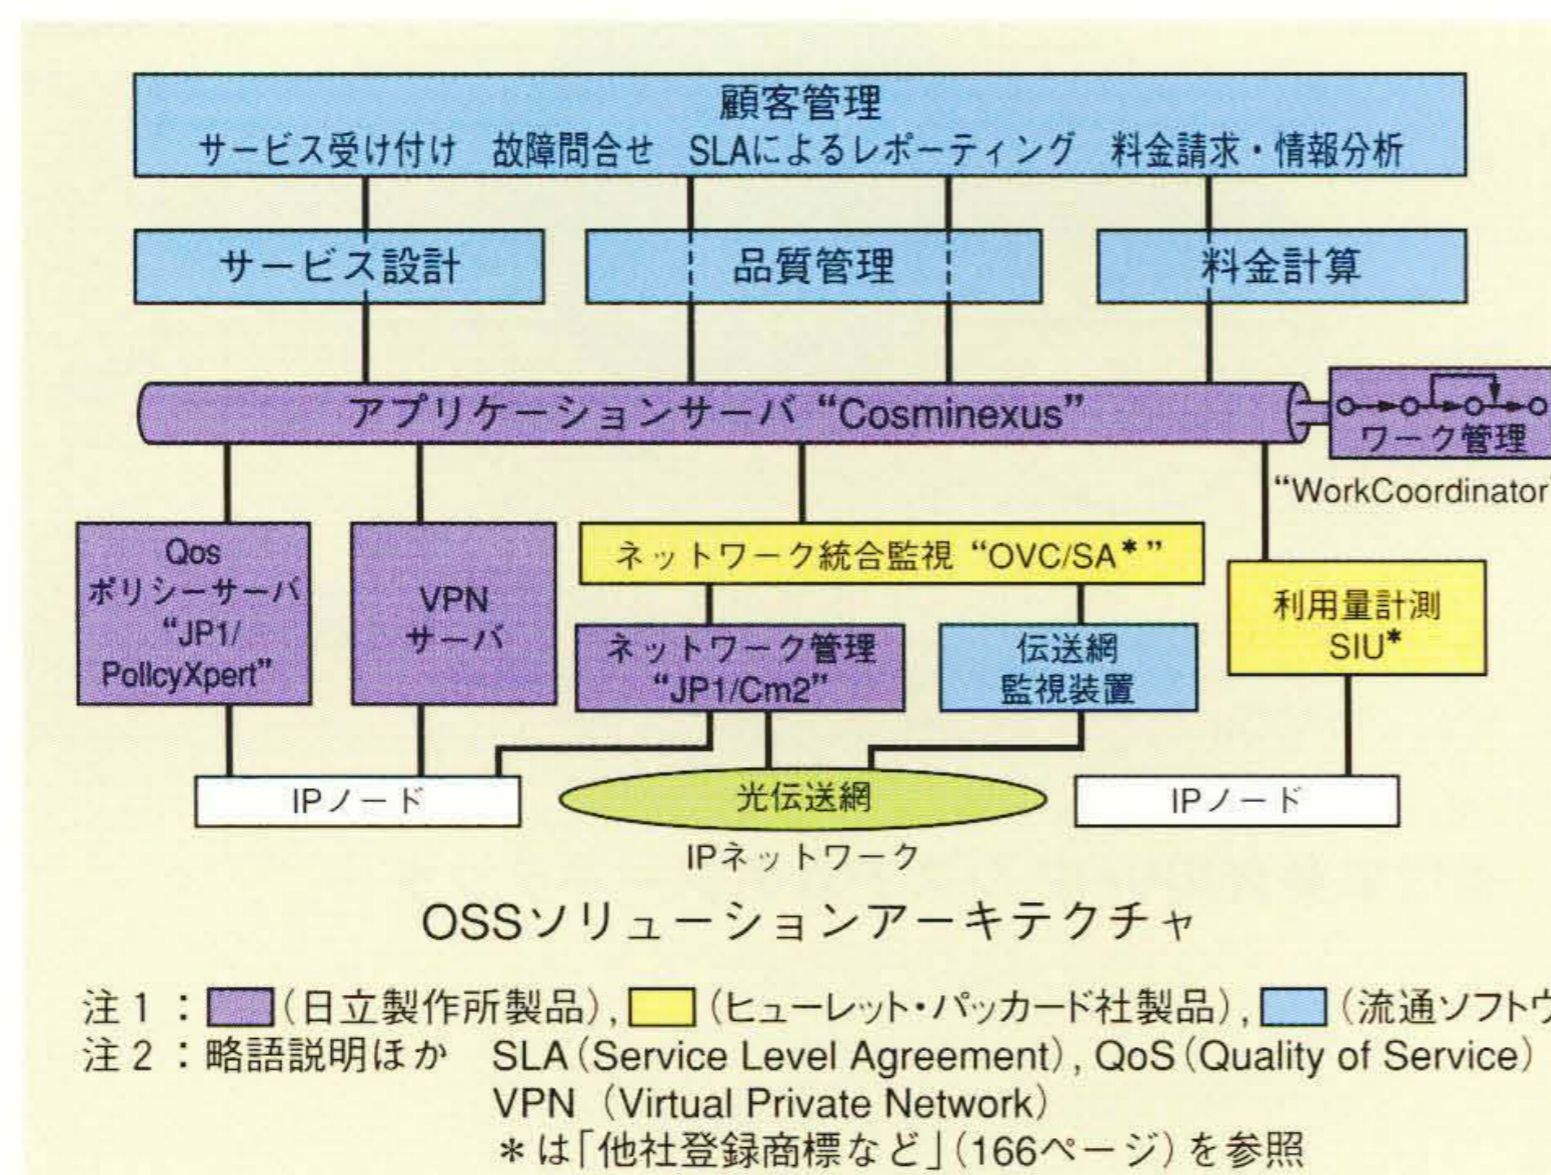 顧客管理
サービス受け付け 故障問合せ SLAによるレポーティング 料金請求・情報分析
サービス設計
品質管理
料金計算
アプリケーションサーバ “Cosminexus”
ワーク管理
“WorkCoordinator”
Qos
ポリシーサーバ
“JP1/
PolicyXpert”
VPN
サーバ
ネットワーク統合監視 “OVC/SA*”
ネットワーク管理
“JP1/Cm2”
伝送網
監視装置
利用量計測
SIU*
IPノード
光伝送網
IPノード
IPネットワーク
OSSソリューションアーキテクチャ
注1:(日立製作所製品),(ヒューレット・パッカード社製品),(流通ソフトウ
注2:略語説明ほか SLA(Service Level Agreement), QoS(Quality of Service)
VPN (Virtual Private Network)
*は「他社登録商標など」(166ページ)を参照